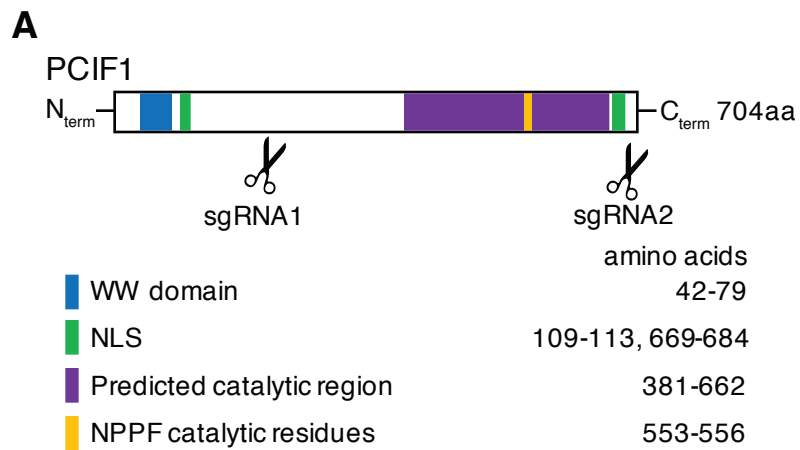 A
PCIF1
Nterm
Cterm 704aa
sgRNA1
sgRNA2
amino acids
WW domain 42-79
NLS 109-113, 669-684
Predicted catalytic region 381-662
NPPF catalytic residues 553-556